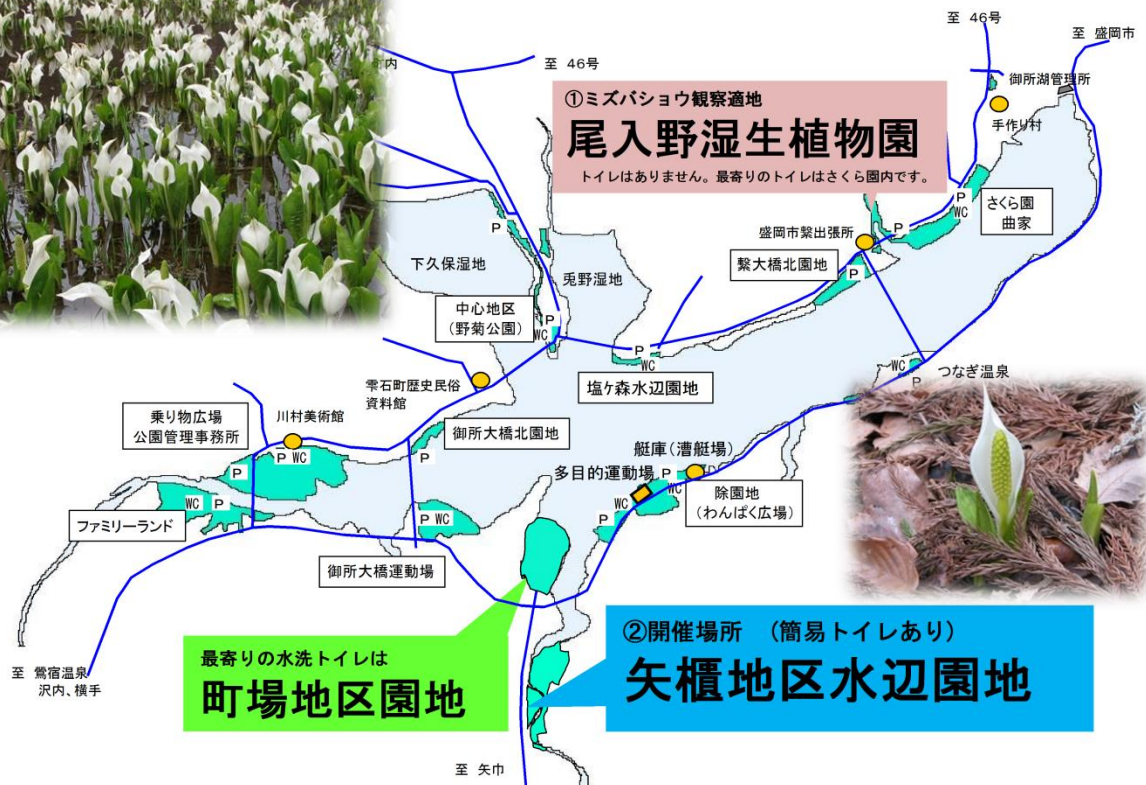 至 46号
至 盛岡市
内
至 46号
御所湖管理所
手作り村
①ミズバショウ観察適地
尾入野湿生植物園
トイレはありません。最寄りのトイレはさくら園内です。
P
WC
さくら園
曲家
P
盛岡市繋出張所
繋大橋北園地
P
P
下久保湿地
兎野湿地
中心地区
(野菊公園)
P
WC
P
WC
塩ケ森水辺園地
WC
P
つなぎ温泉
雫石町歴史民俗
資料館
乗り物広場
公園管理事務所
川村美術館
P WC
P
御所大橋北園地
P
艇庫(漕艇場)
多目的運動場
P
WC
WC
P
除園地
(わんぱく広場)
WC
P
ファミリーランド
P WC
御所大橋運動場
最寄りの水洗トイレは
町場地区園地
②開催場所 (簡易トイレあり)
矢櫃地区水辺園地
至 鶯宿温泉
沢内、横手
至 矢巾